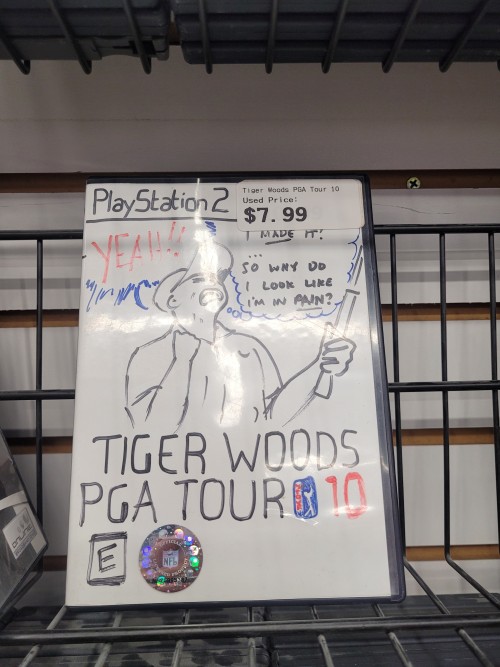 PlayStation 2
Tiger Woods PGA Tour 10
Used Price:
$7.99
YEAH!!
I MADE IT!
...
SO WHY DO
I LOOK LIKE
I'M IN PAIN?
TIGER WOODS
PGA TOUR 10
E
NFL